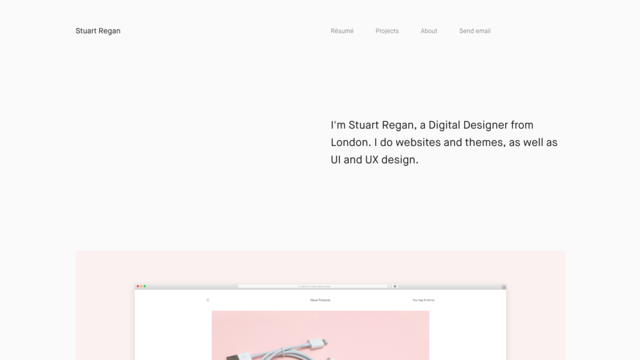 Stuart Regan
Résumé
Projects
About
Send email
I'm Stuart Regan, a Digital Designer from
London. I do websites and themes, as well as
UI and UX design.